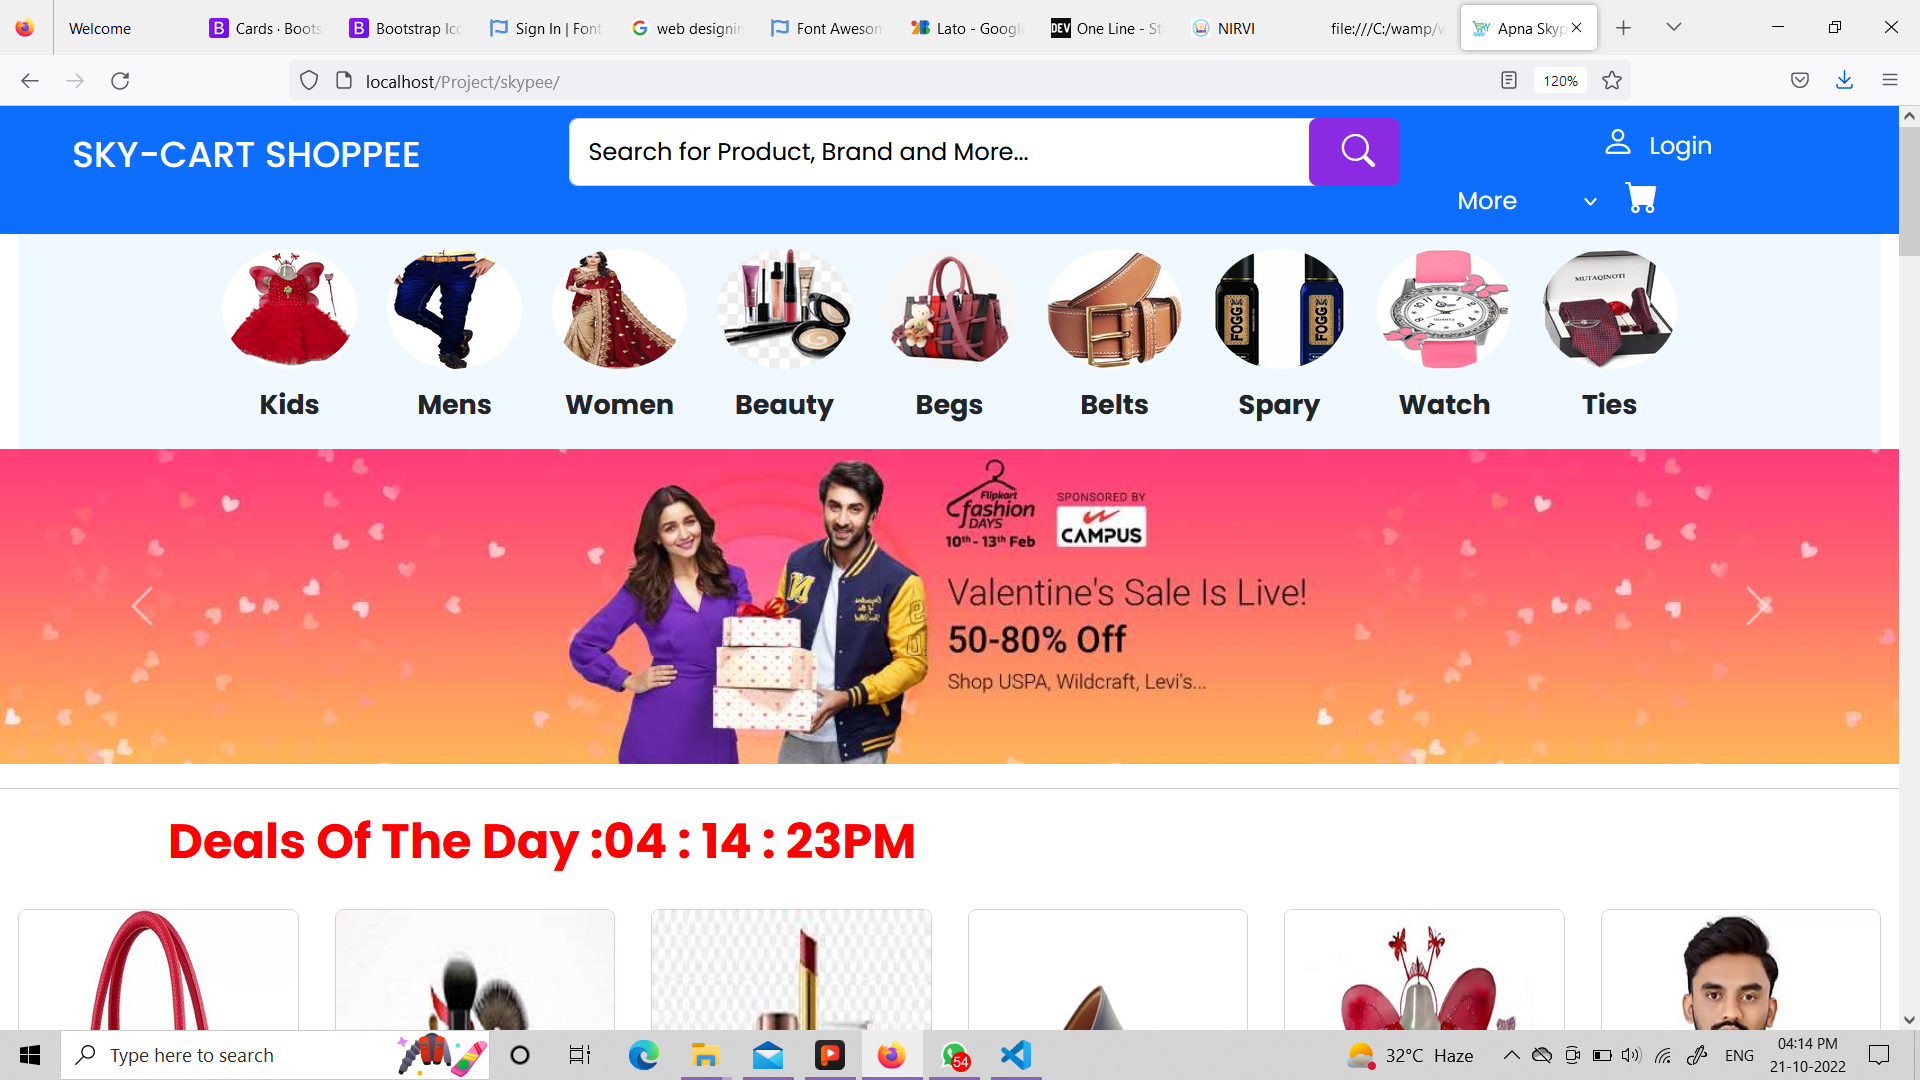 Welcome
Cards · Boots
Bootstrap Ico
Sign In | Font
web designin
Font Awesom
Lato - Google
DEV One Line - St
NIRVI
file:///C:/wamp/w
Apna Skyp
localhost/Project/skypee/
120%
SKY-CART SHOPPEE
Search for Product, Brand and More...
Login
More
MUTAQINOTI
FOGG
FOGG
QUARTZ
Kids
Mens
Women
Beauty
Begs
Belts
Spary
Watch
Ties
Flipkart
fashion
DAYS
10th - 13th Feb
SPONSORED BY
CAMPUS
Valentine's Sale Is Live!
50-80% Off
Shop USPA, Wildcraft, Levi's...
Deals Of The Day :04 : 14 : 23PM
Type here to search
54
32°C Haze
ENG
04:14 PM
21-10-2022